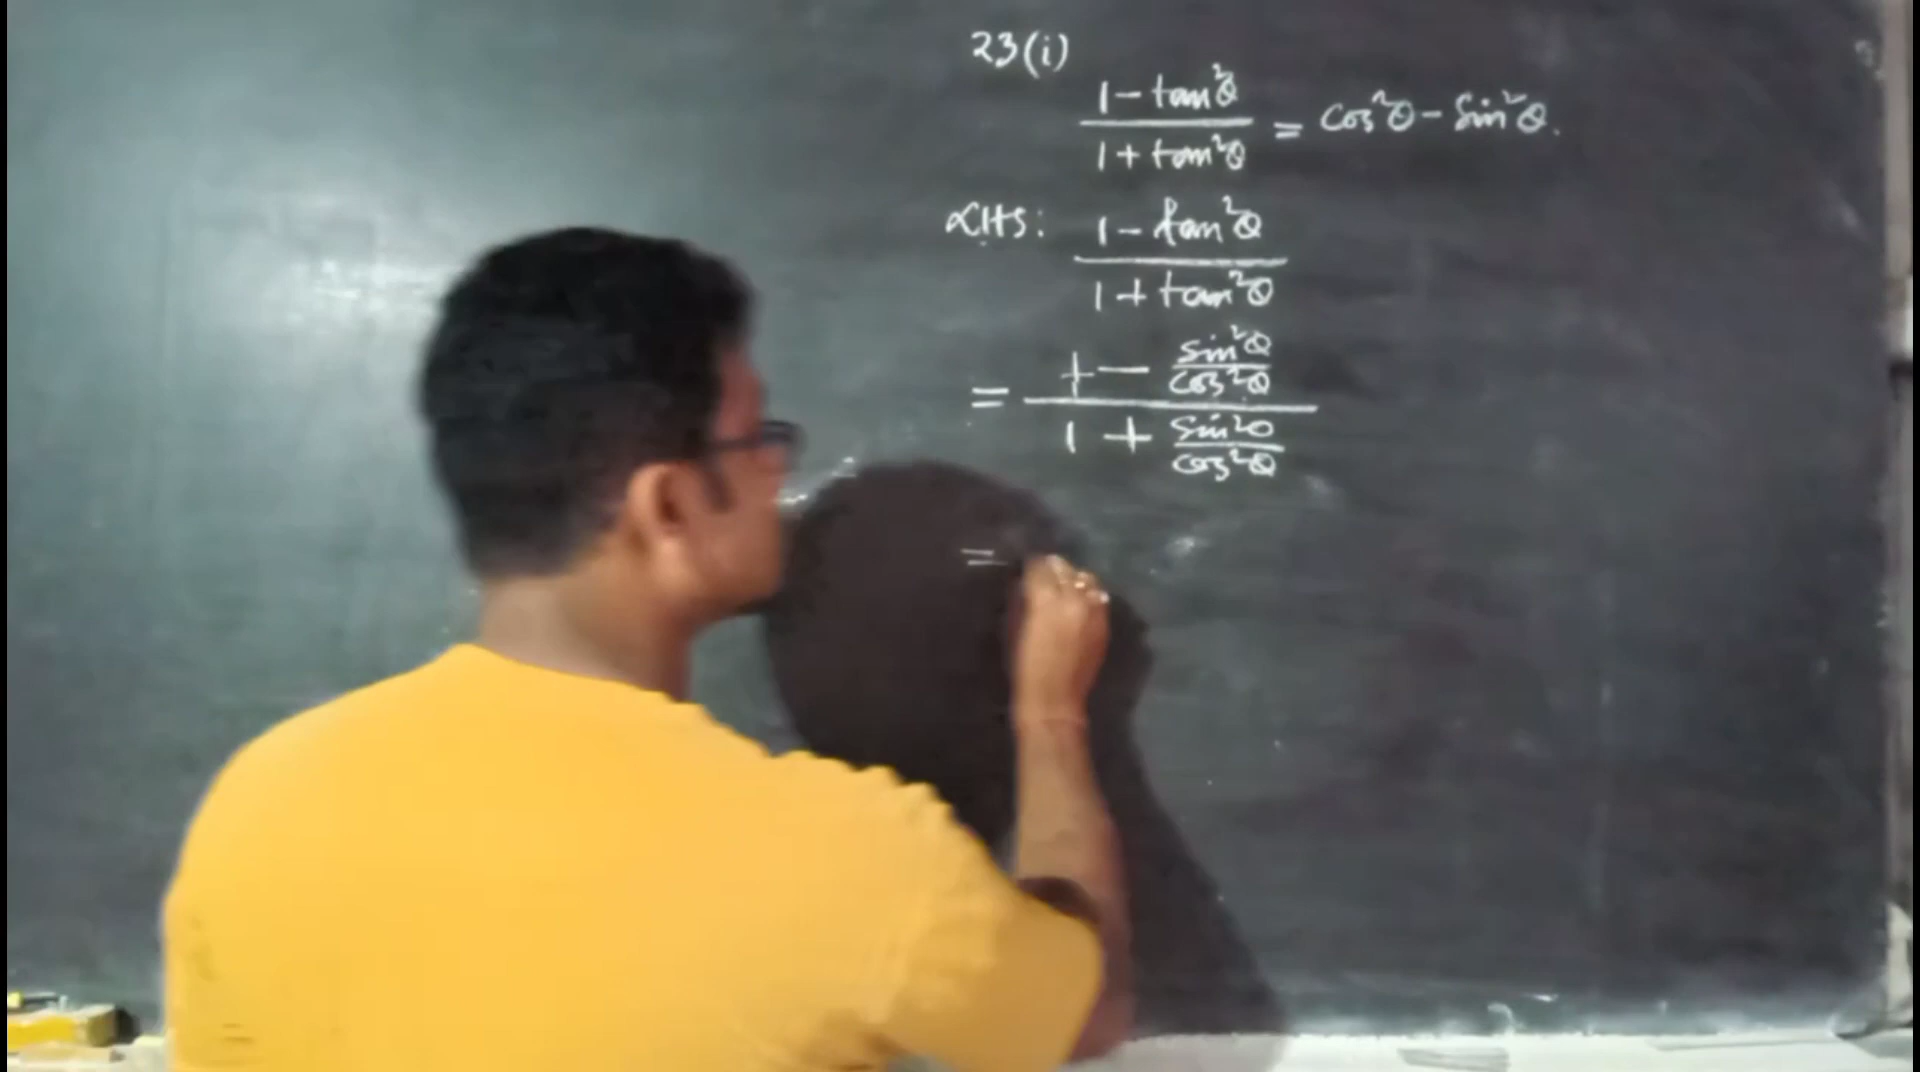 23(i)
1 - tan²θ
1 + tan²θ
= cos²θ - sin²θ.
LHS: 1 - tan²θ
1 + tan²θ
= 1 - sin²θ/cos²θ
1 + sin²θ/cos²θ
=